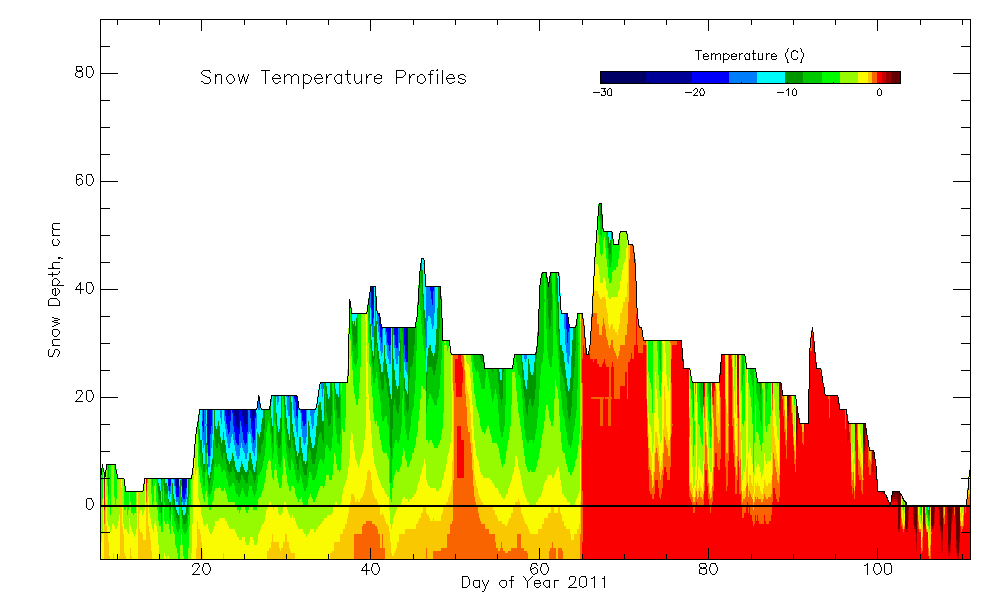 80
60
40
20
0
Snow Depth, cm
Snow Temperature Profiles
Temperature (C)
-30 -20 -10 0
20 40 60 80 100
Day of Year 2011